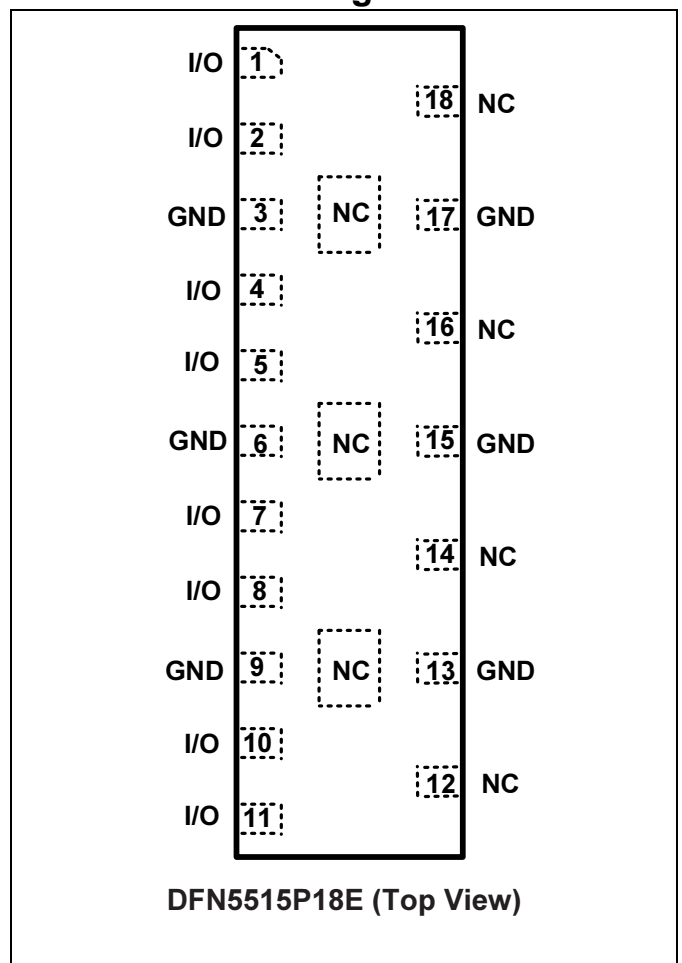 I/O 1
18 NC
I/O 2
GND 3 NC 17 GND
I/O 4
16 NC
I/O 5
GND 6 NC 15 GND
I/O 7
14 NC
I/O 8
GND 9 NC 13 GND
I/O 10
12 NC
I/O 11
DFN5515P18E (Top View)